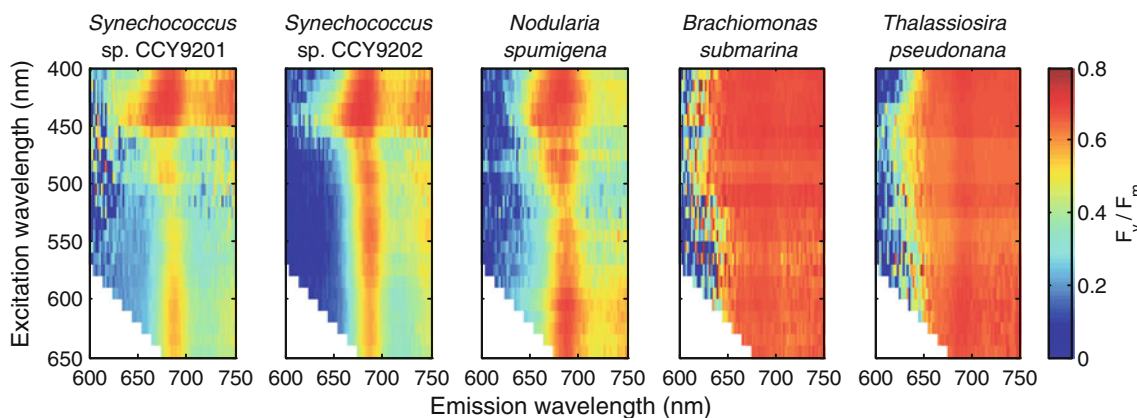 Synechococcus
sp. CCY9201
Synechococcus
sp. CCY9202
Nodularia
spumigena
Brachiomonas
submarina
Thalassiosira
pseudonana
Excitation wavelength (nm)
400
450
500
550
600
650
600 650 700 750
600 650 700 750
600 650 700 750
600 650 700 750
600 650 700 750
Emission wavelength (nm)
0.8
0.6
0.4
0.2
0
Fv / Fm